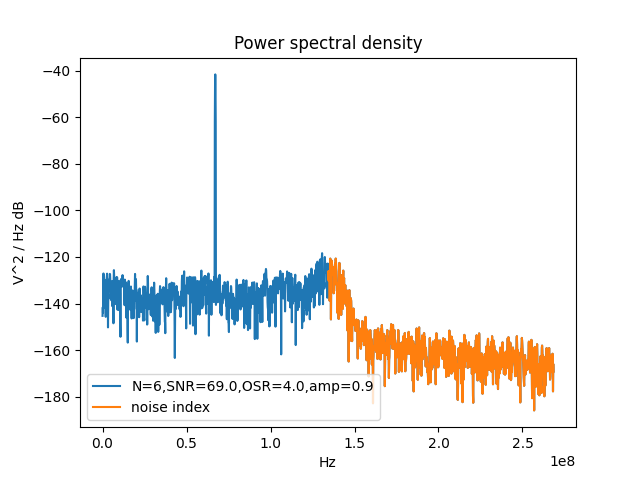 Power spectral density
V^2 / Hz dB
−40
−60
−80
−100
−120
−140
−160
−180
N=6,SNR=69.0,OSR=4.0,amp=0.9
noise index
0.0 0.5 1.0 1.5 2.0 2.5
1e8
Hz